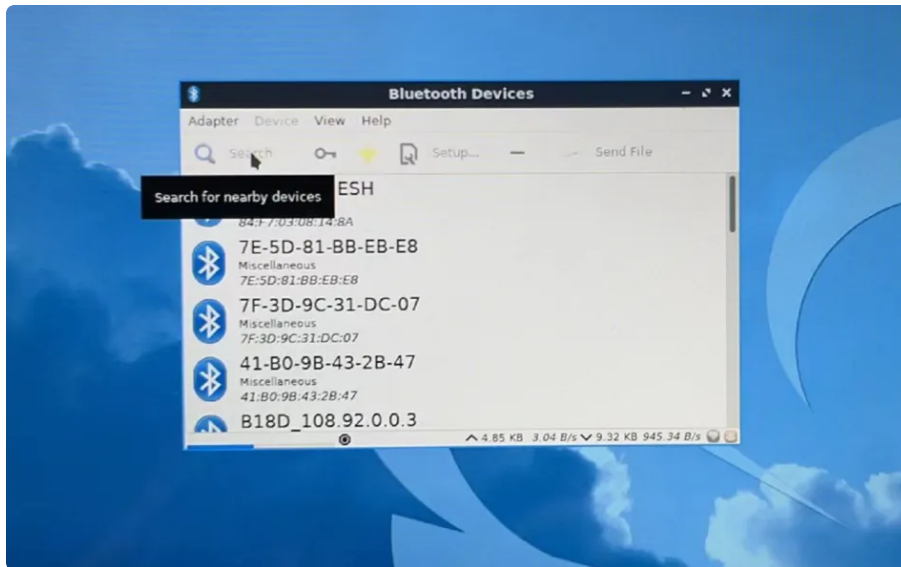 Bluetooth Devices
Adapter Device View Help
Search Setup... Send File
Search for nearby devices
ESH
84:F7:03:08:14:8A
7E-5D-81-BB-EB-E8
Miscellaneous
7E:5D:81:BB:EB:E8
7F-3D-9C-31-DC-07
Miscellaneous
7F:3D:9C:31:DC:07
41-B0-9B-43-2B-47
Miscellaneous
41:B0:9B:43:2B:47
B18D_108.92.0.0.3
4.85 KB 3.04 B/s 9.32 KB 945.34 B/s